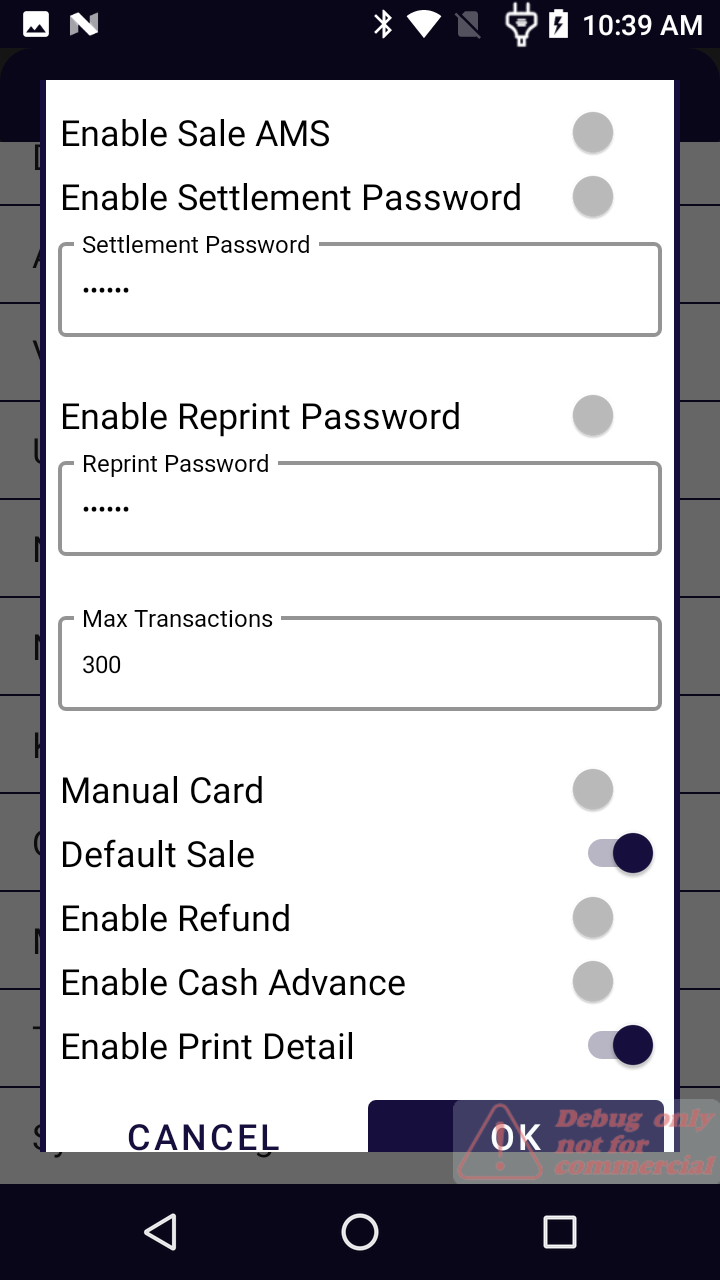 10:39 AM
Enable Sale AMS
Enable Settlement Password
Settlement Password
••••••
Enable Reprint Password
Reprint Password
••••••
Max Transactions
300
Manual Card
Default Sale
Enable Refund
Enable Cash Advance
Enable Print Detail
CANCEL
OK
Debug only
not for
commercial